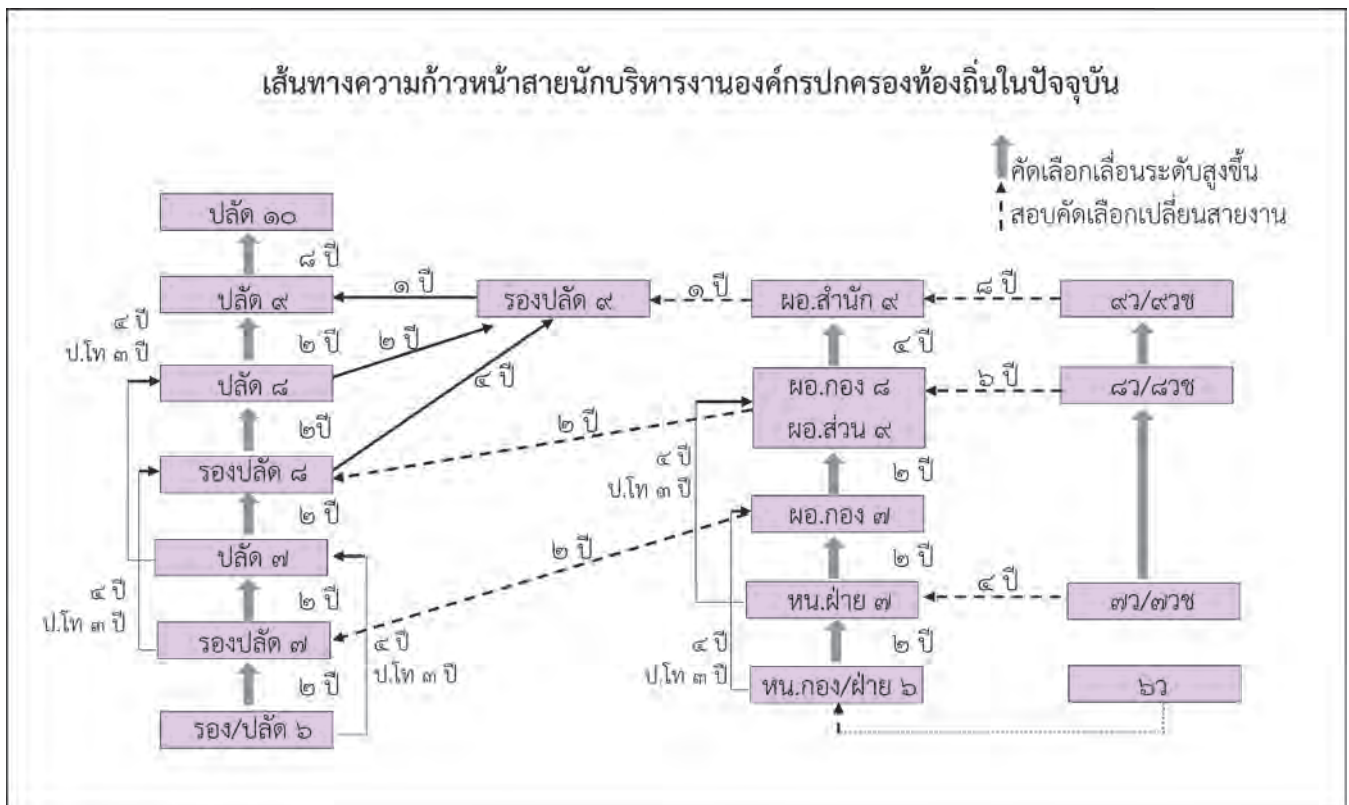 เส้นทางความก้าวหน้าสายนักบริหารงานองค์กรปกครองท้องถิ่นในปัจจุบัน
คัดเลือกเลื่อนระดับสูงขึ้น
สอบคัดเลือกเปลี่ยนสายงาน
ปลัด ๑๐
๘ ปี
ปลัด ๙
๑ ปี
รองปลัด ๙
๑ ปี
ผอ.สำนัก ๙
๘ ปี
๙ว/๙วช
๔ ปี
ป.โท ๓ ปี
๒ ปี
๒ ปี
๔ ปี
๔ ปี
ปลัด ๘
ผอ.กอง ๘
ผอ.ส่วน ๙
๖ ปี
๘ว/๘วช
๒ปี
๒ ปี
รองปลัด ๘
๔ ปี
ป.โท ๓ ปี
๒ ปี
๒ ปี
ผอ.กอง ๗
ปลัด ๗
๒ ปี
๒ ปี
๔ ปี
ป.โท ๓ ปี
๒ ปี
หน.ฝ่าย ๗
๔ ปี
๗ว/๗วช
รองปลัด ๗
๔ ปี
ป.โท ๓ ปี
๔ ปี
ป.โท ๓ ปี
๒ ปี
๒ ปี
หน.กอง/ฝ่าย ๖
๖ว
รอง/ปลัด ๖